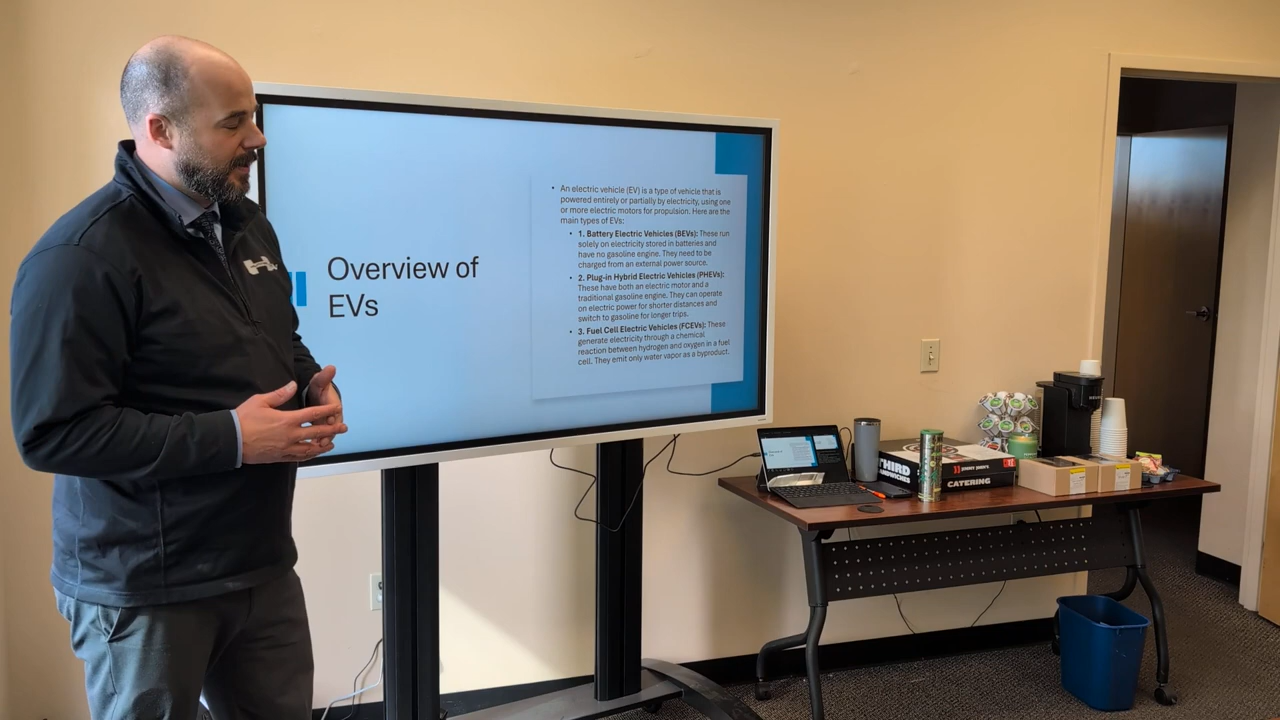 Overview of
EVs
• An electric vehicle (EV) is a type of vehicle that is
powered entirely or partially by electricity, using one
or more electric motors for propulsion. Here are the
main types of EVs:
• 1. Battery Electric Vehicles (BEVs): These run
solely on electricity stored in batteries and
have no gasoline engine. They need to be
charged from an external power source.
• 2. Plug-in Hybrid Electric Vehicles (PHEVs):
These have both an electric motor and a
traditional gasoline engine. They can operate
on electric power for shorter distances and
switch to gasoline for longer trips.
• 3. Fuel Cell Electric Vehicles (FCEVs): These
generate electricity through a chemical
reaction between hydrogen and oxygen in a fuel
cell. They emit only water vapor as a byproduct.
THIRD
SANDWICHES
CATERING